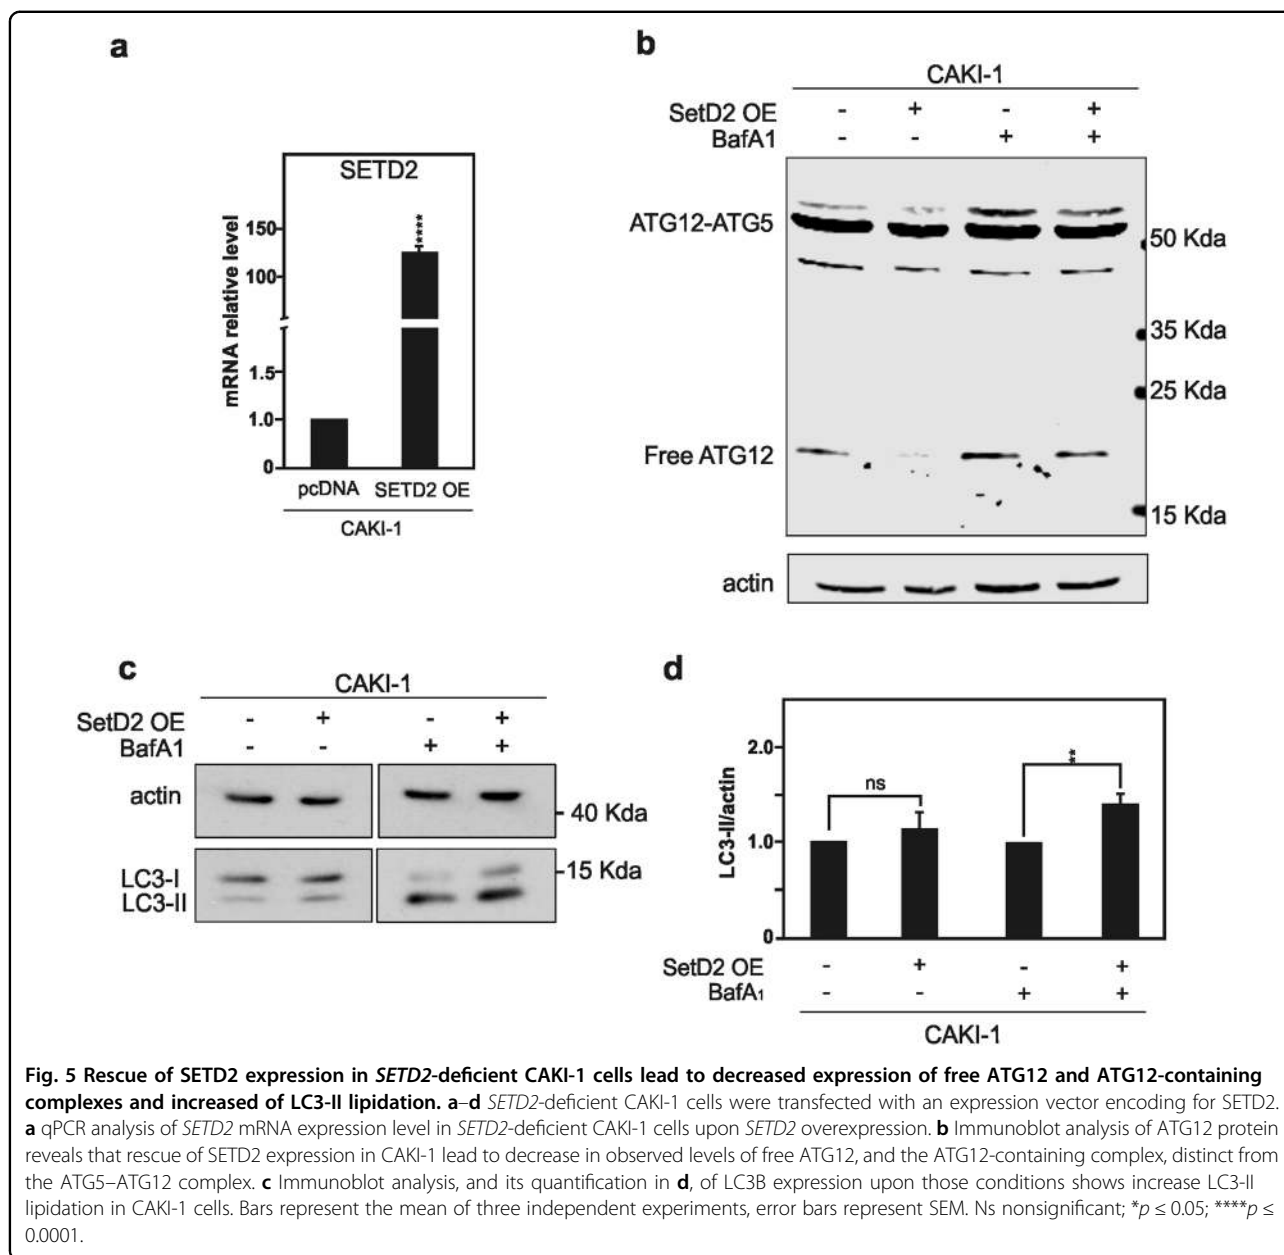 a
SETD2
mRNA relative level
150
100
1.5
1.0
0
****
pcDNA SETD2 OE
CAKI-1
b
CAKI-1
SetD2 OE - + - +
BafA1 - - + +
ATG12-ATG5
50 Kda
35 Kda
25 Kda
Free ATG12
15 Kda
actin
c
CAKI-1
SetD2 OE - + - +
BafA1 - - + +
actin
40 Kda
LC3-I
15 Kda
LC3-II
d
LC3-II/actin
2.0
1.0
0
ns
**
SetD2 OE - + - +
BafA1 - - + +
CAKI-1
Fig. 5 Rescue of SETD2 expression in SETD2-deficient CAKI-1 cells lead to decreased expression of free ATG12 and ATG12-containing
complexes and increased of LC3-II lipidation. a–d SETD2-deficient CAKI-1 cells were transfected with an expression vector encoding for SETD2.
a qPCR analysis of SETD2 mRNA expression level in SETD2-deficient CAKI-1 cells upon SETD2 overexpression. b Immunoblot analysis of ATG12 protein
reveals that rescue of SETD2 expression in CAKI-1 lead to decrease in observed levels of free ATG12, and the ATG12-containing complex, distinct from
the ATG5–ATG12 complex. c Immunoblot analysis, and its quantification in d, of LC3B expression upon those conditions shows increase LC3-II
lipidation in CAKI-1 cells. Bars represent the mean of three independent experiments, error bars represent SEM. Ns nonsignificant; *p ≤ 0.05; ****p ≤
0.0001.